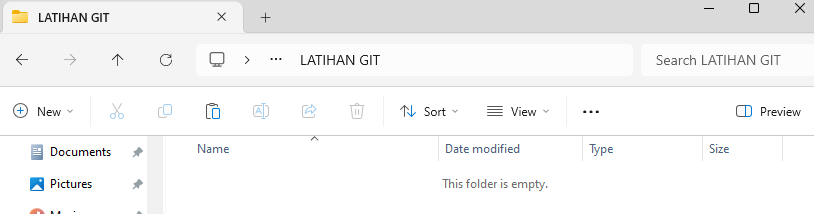 LATIHAN GIT
LATIHAN GIT
Search LATIHAN GIT
New
Sort
View
Preview
Documents
Name
Date modified
Type
Size
Pictures
This folder is empty.